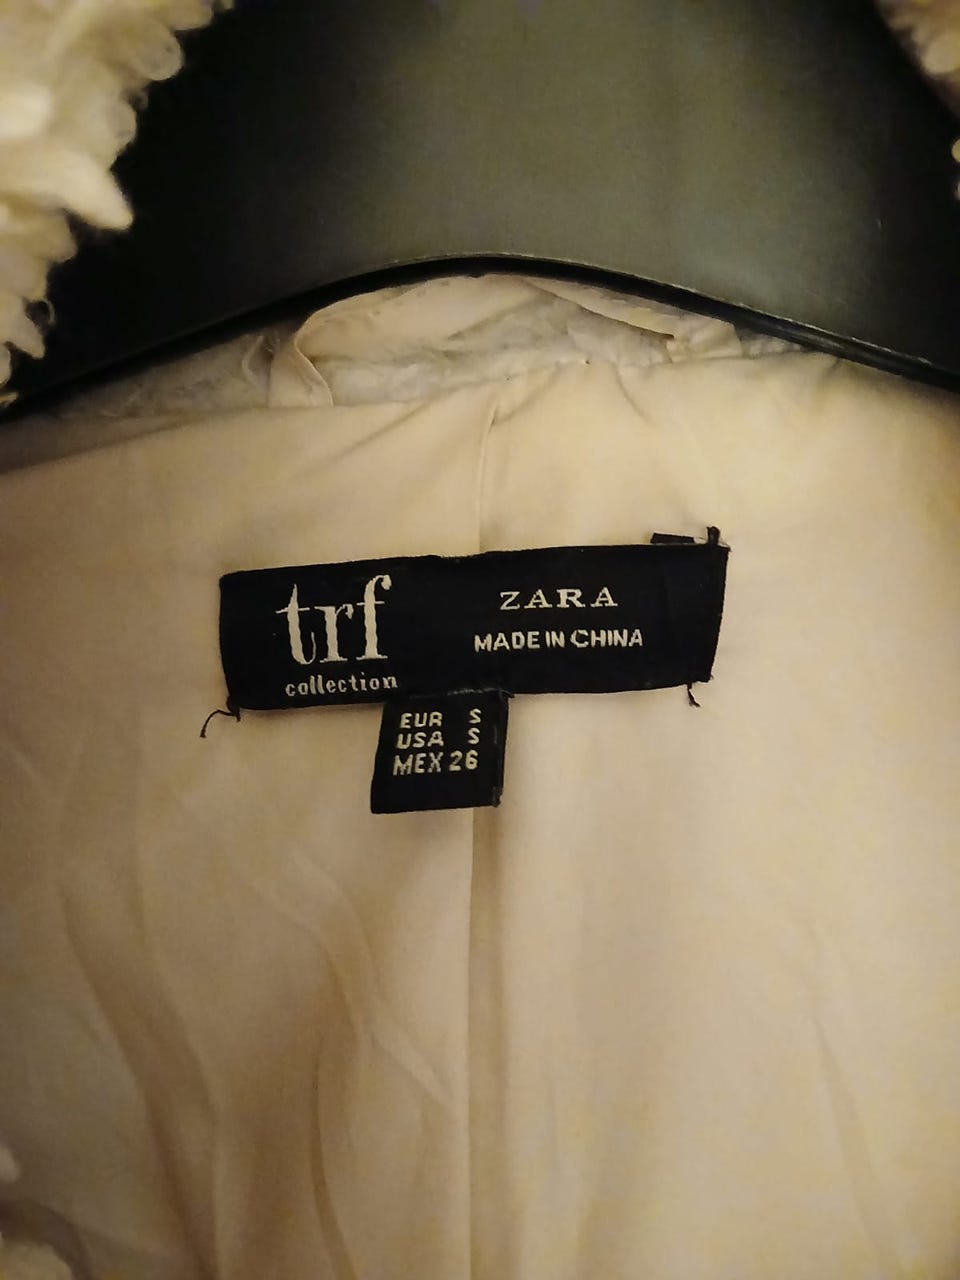 trf
collection
ZARA
MADE IN CHINA
EUR S
USA S
MEX 26